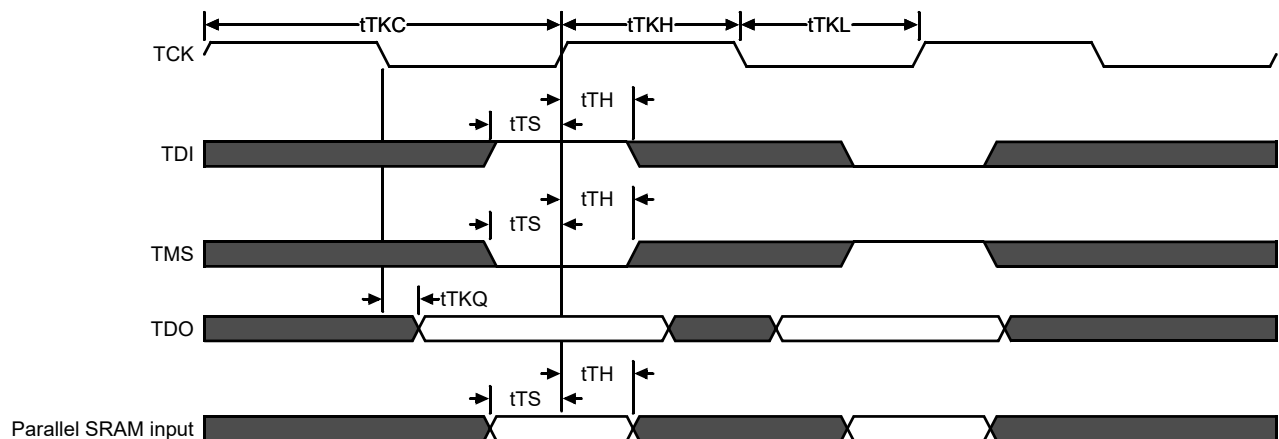 tTKC
tTKH
tTKL
TCK
tTH
tTS
TDI
tTH
tTS
TMS
tTKQ
TDO
tTH
tTS
Parallel SRAM input